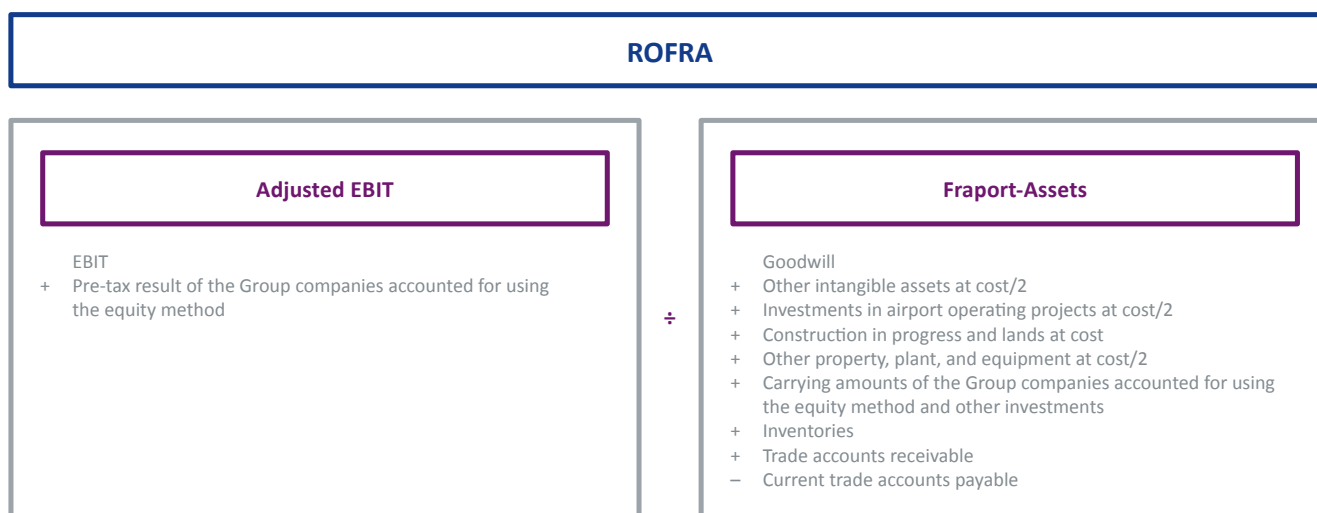 ROFRA
Adjusted EBIT
EBIT
+ Pre-tax result of the Group companies accounted for using
the equity method
÷
Fraport-Assets
Goodwill
+ Other intangible assets at cost/2
+ Investments in airport operating projects at cost/2
+ Construction in progress and lands at cost
+ Other property, plant, and equipment at cost/2
+ Carrying amounts of the Group companies accounted for using
the equity method and other investments
+ Inventories
+ Trade accounts receivable
– Current trade accounts payable